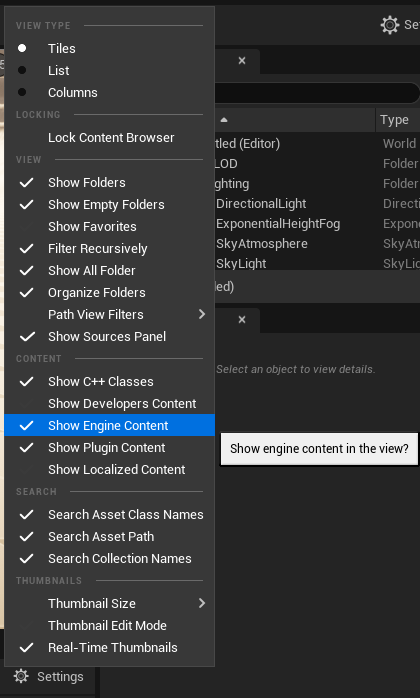 VIEW TYPE
Tiles
List
Columns
LOCKING
Lock Content Browser
VIEW
Show Folders
Show Empty Folders
Show Favorites
Filter Recursively
Show All Folder
Organize Folders
Path View Filters
Show Sources Panel
CONTENT
Show C++ Classes
Show Developers Content
Show Engine Content
Show Plugin Content
Show Localized Content
SEARCH
Search Asset Class Names
Search Asset Path
Search Collection Names
THUMBNAILS
Thumbnail Size
Thumbnail Edit Mode
Real-Time Thumbnails
Settings
Se
Type
tled (Editor) World
LOD Folder
ghting Folder
DirectionalLight Directi
ExponentialHeightFog Expon
SkyAtmosphere SkyAt
SkyLight SkyLi
led)
Select an object to view details.
Show engine content in the view?